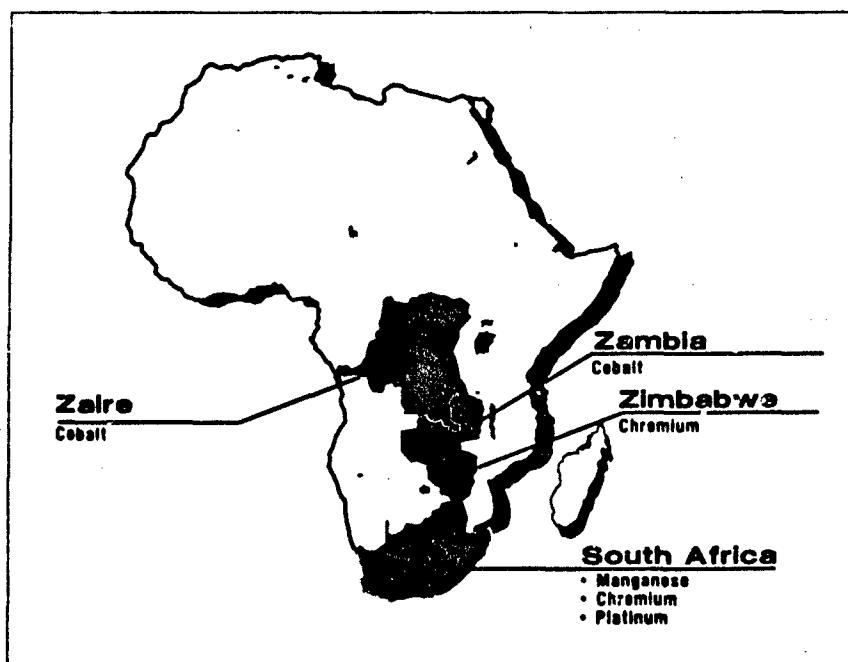 Zambia
Cobalt
Zimbabwe
Chromium
Zaire
Cobalt
South Africa
• Manganese
• Chromium
• Platinum